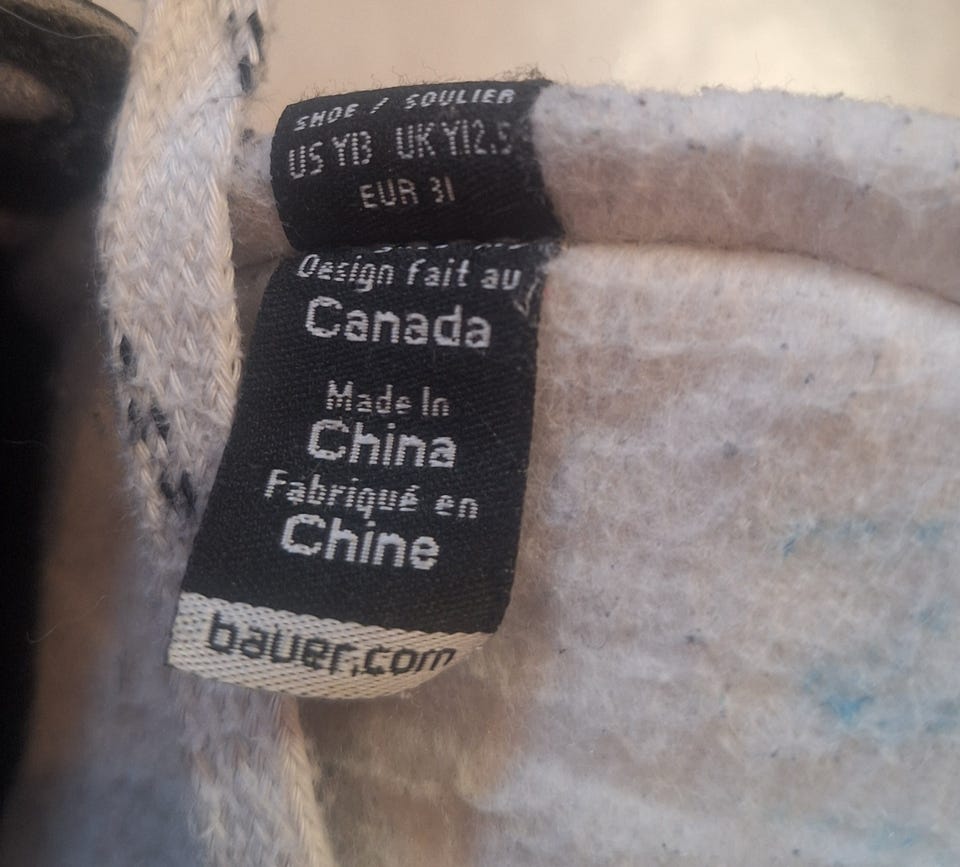 SHOE / SOULIER
US Y13 UK Y12.5
EUR 31
Design fait au
Canada
Made In
China
Fabriqué en
Chine
bauer.com